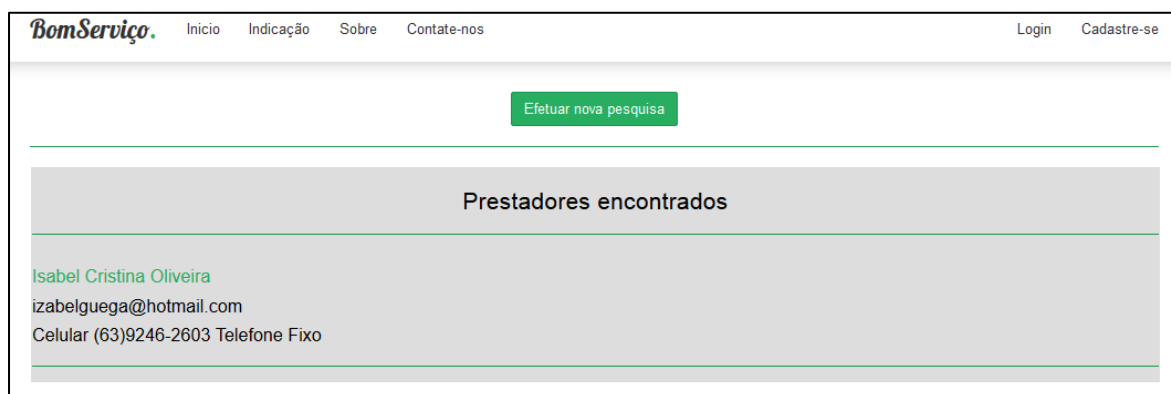 BomServiço. Inicio Indicação Sobre Contate-nos Login Cadastre-se
Efetuar nova pesquisa
Prestadores encontrados
Isabel Cristina Oliveira
izabelguega@hotmail.com
Celular (63)9246-2603 Telefone Fixo